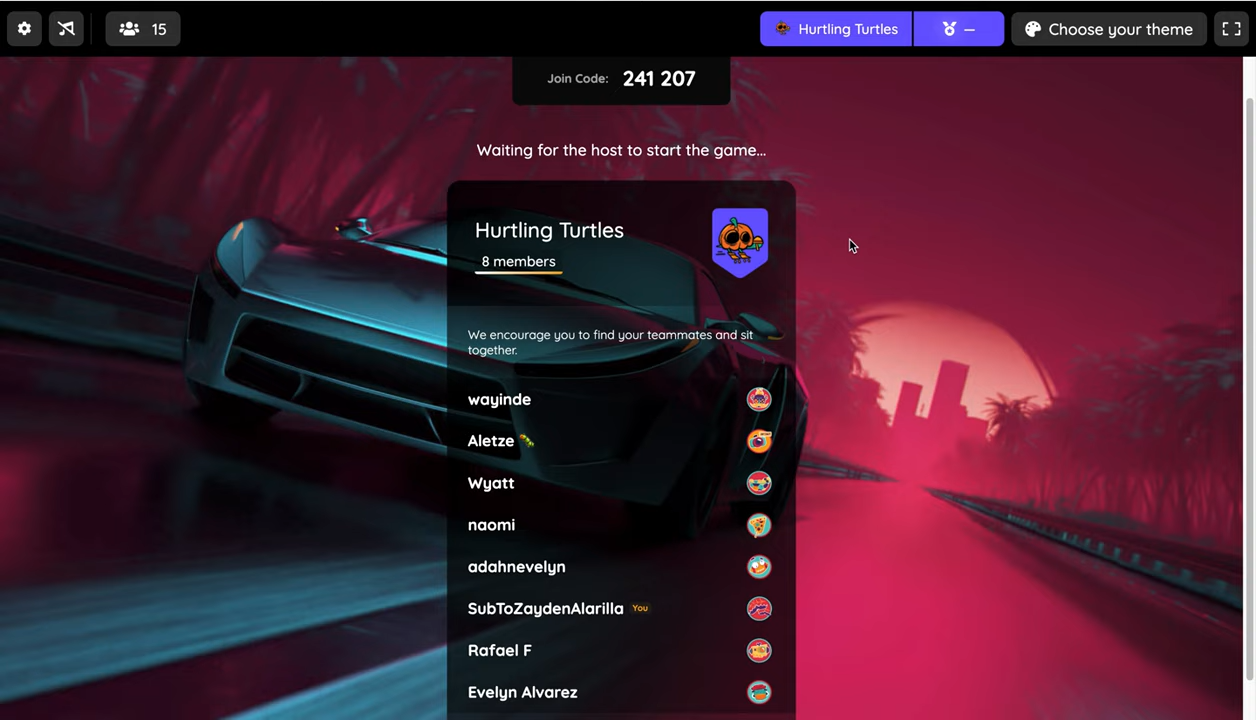 15
Hurtling Turtles
–
Choose your theme
Join Code: 241 207
Waiting for the host to start the game...
Hurtling Turtles
8 members
We encourage you to find your teammates and sit
together.
wayinde
Aletze
Wyatt
naomi
adahnevelyn
SubToZaydenAlarilla You
Rafael F
Evelyn Alvarez